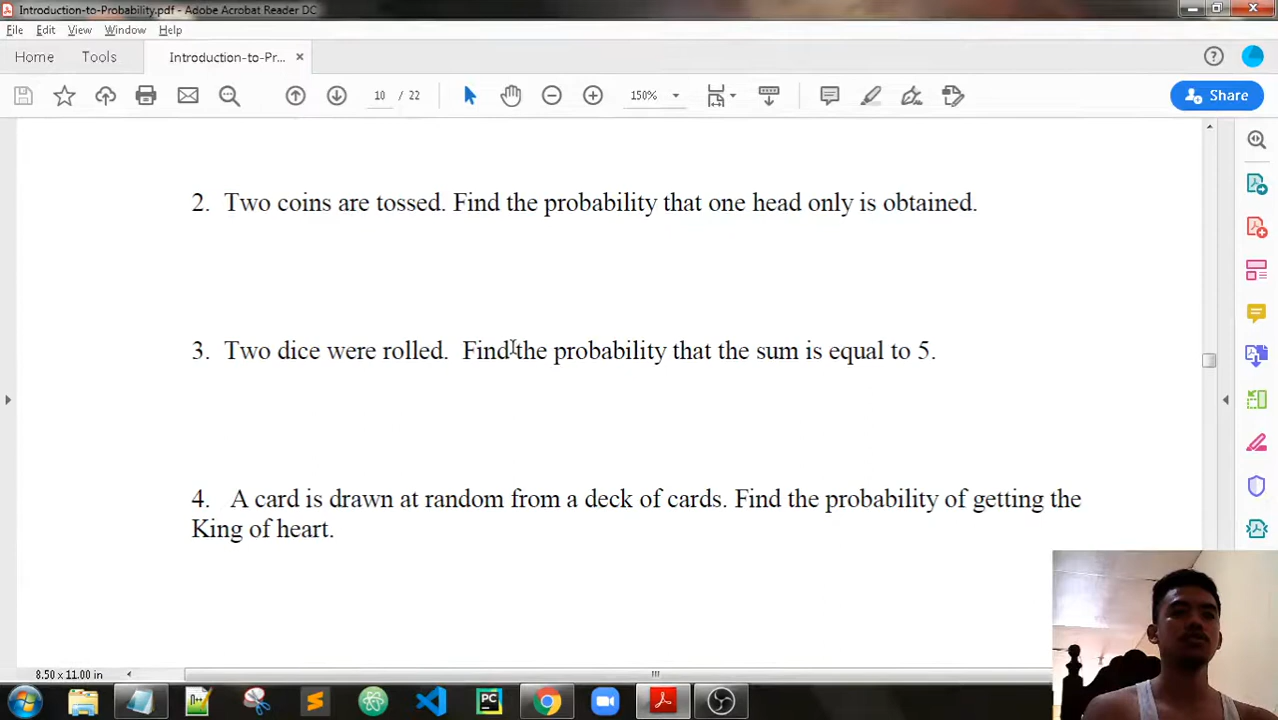 Introduction-to-Probability.pdf - Adobe Acrobat Reader DC
File Edit View Window Help
Home Tools Introduction-to-Pr... ×
10 / 22 150% Share
2. Two coins are tossed. Find the probability that one head only is obtained.
3. Two dice were rolled. Find the probability that the sum is equal to 5.
4. A card is drawn at random from a deck of cards. Find the probability of getting the
King of heart.
8.50 x 11.00 in
PC